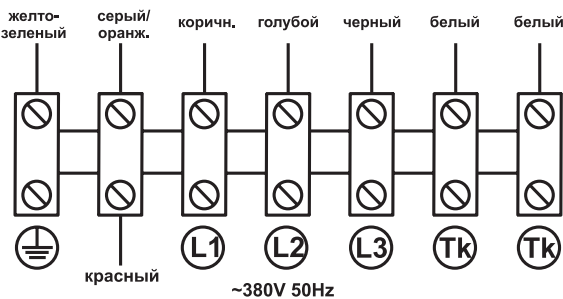 желто-
зеленый
серый/
оранж.
коричн.
голубой
черный
белый
белый
L1
L2
L3
Tk
Tk
красный
~380V 50Hz